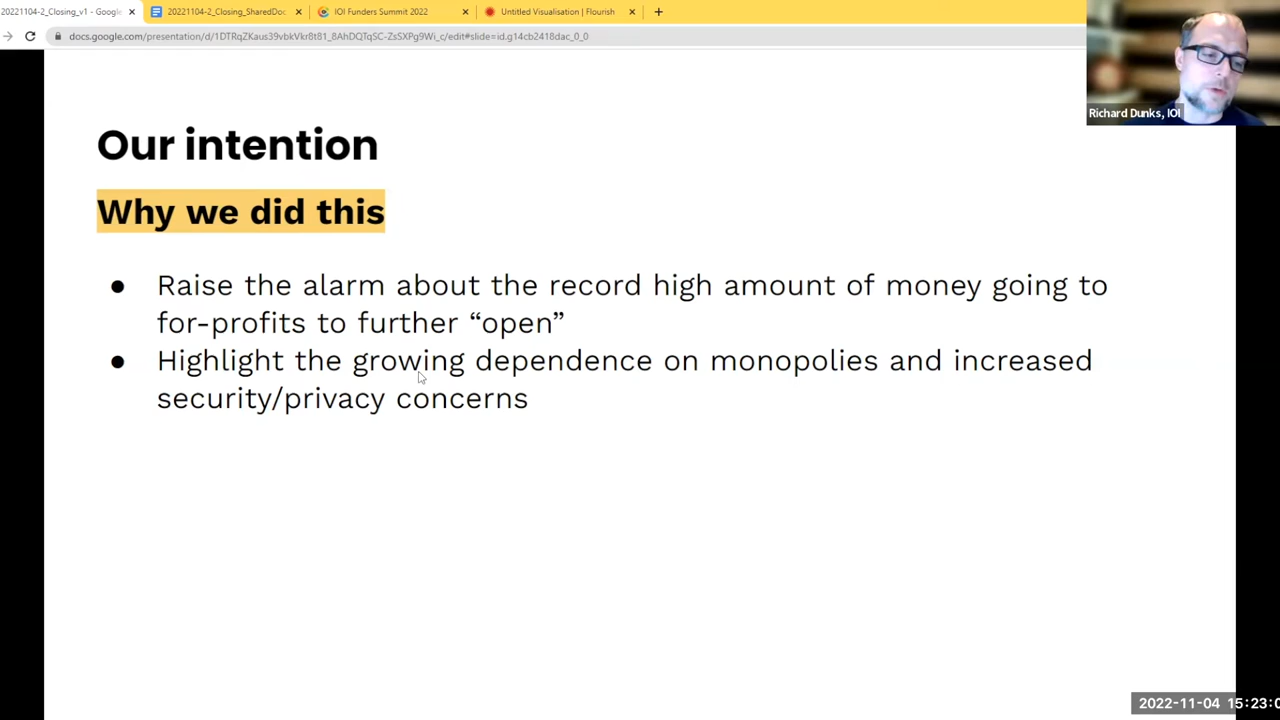 20221104-2_Closing_v1 - Google
20221104-2_Closing_SharedDoc
IOI Funders Summit 2022
Untitled Visualisation | Flourish
docs.google.com/presentation/d/1DTRqZKaus39vbkVkr8t81_8AhDQTqSC-ZsSXPg9Wi_c/edit#slide=id.g14cb2418dac_0_0
Richard Dunks, IOI
Our intention
Why we did this
● Raise the alarm about the record high amount of money going to
for-profits to further “open”
● Highlight the growing dependence on monopolies and increased
security/privacy concerns
2022-11-04 15:23:0